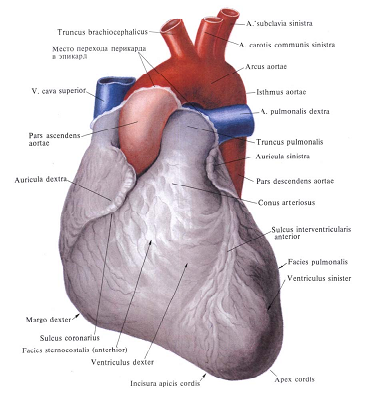 Truncus brachiocephalicus
Место перехода перикарда
в эпикард
V. cava superior
Pars ascendens
aortae
Auricula dextra
Margo dexter
Sulcus coronarius
Facies sternocostalis (anterhior)
Ventriculus dexter
Incisura apicis cordis
A. subclavia sinistra
A. carotis communis sinistra
Arcus aortae
Isthmus aortae
A. pulmonalis dextra
Truncus pulmonalis
Auricula sinistra
Pars descendens aortae
Conus arteriosus
Sulcus interventricularis
anterior
Facies pulmonalis
Ventriculus sinister
Apex cordis